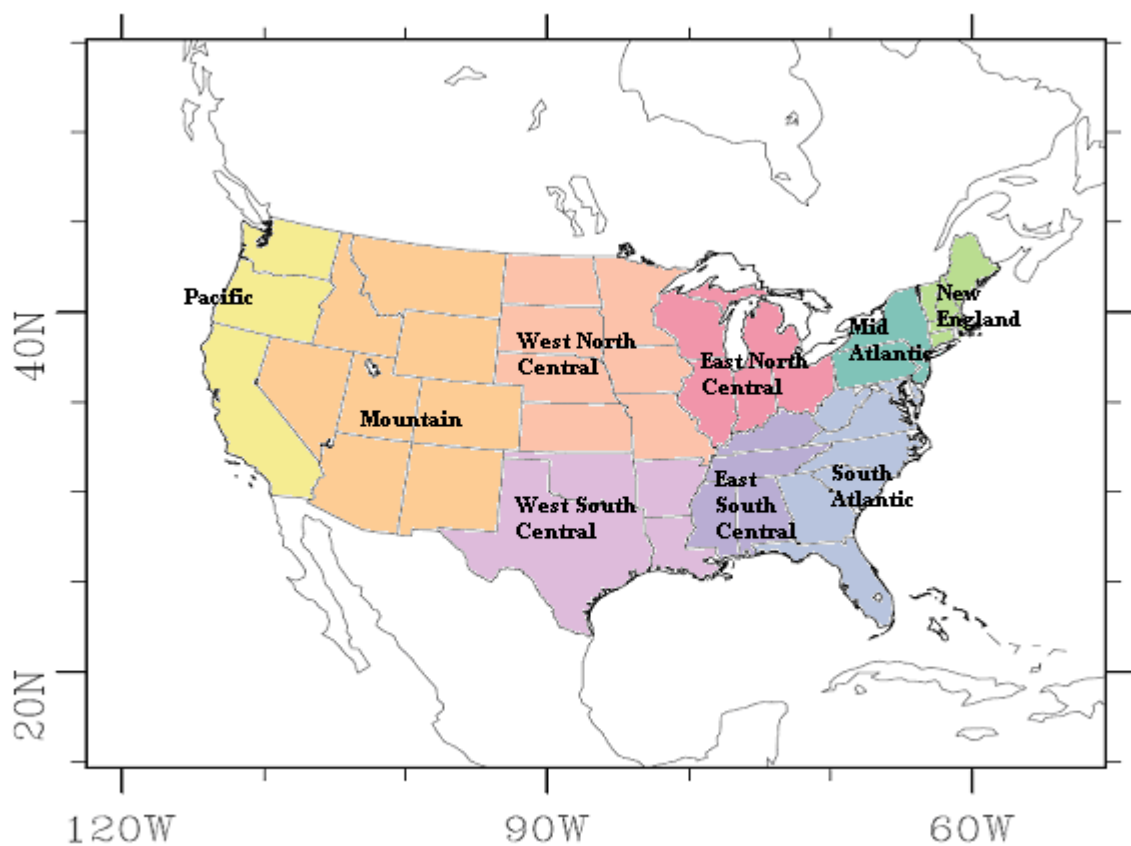 Pacific
New
England
Mid
Atlantic
West North
Central
East North
Central
Mountain
East
South
Central
South
Atlantic
West South
Central
40N
20N
120W
90W
60W